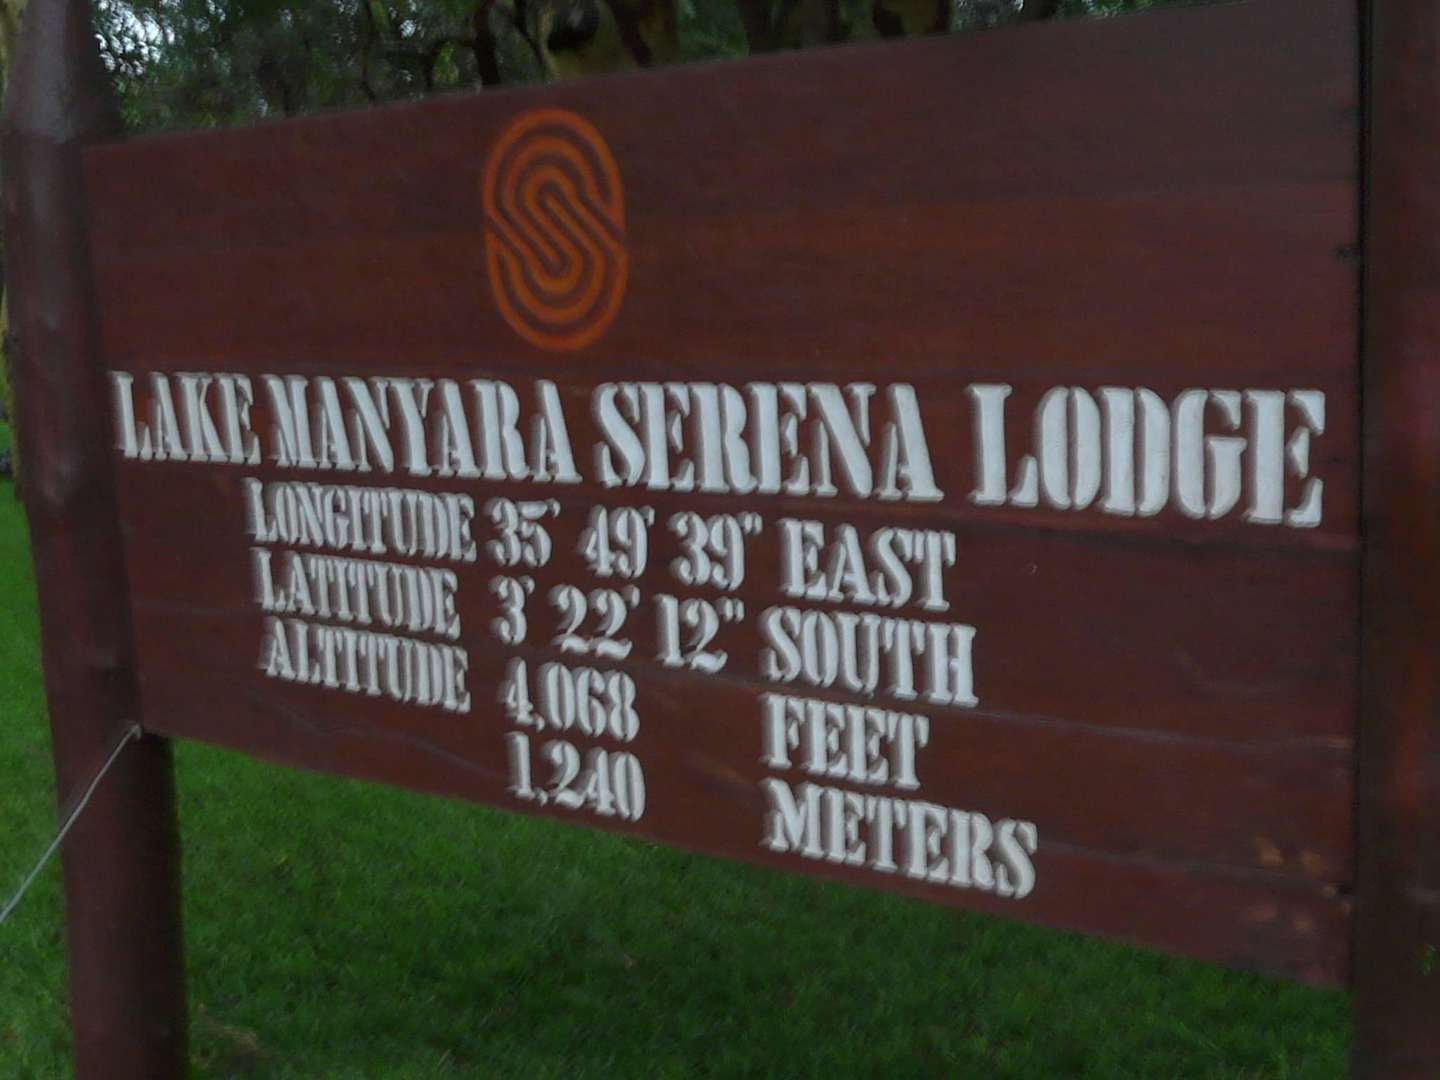 LAKE MANYARA SERENA LODGE
LONGITUDE 35' 49' 39" EAST
LATITUDE 3' 22' 12" SOUTH
ALTITUDE 4,068 FEET
1,240 METERS